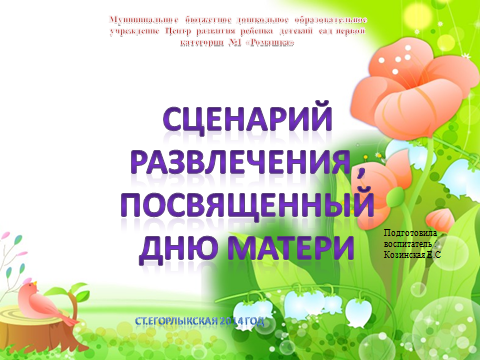 Муниципальное бюджетное дошкольное образовательное
учреждение Центр развития ребенка детский сад первой
категории №1 «Ромашка»
СЦЕНАРИЙ
РАЗВЛЕЧЕНИЯ ,
ПОСВЯЩЕННЫЙ
ДНЮ МАТЕРИ
Подготовила
воспитатель
Козинская Е.С
СТ.ЕГОРЛЫКСКАЯ 2014 ГОД